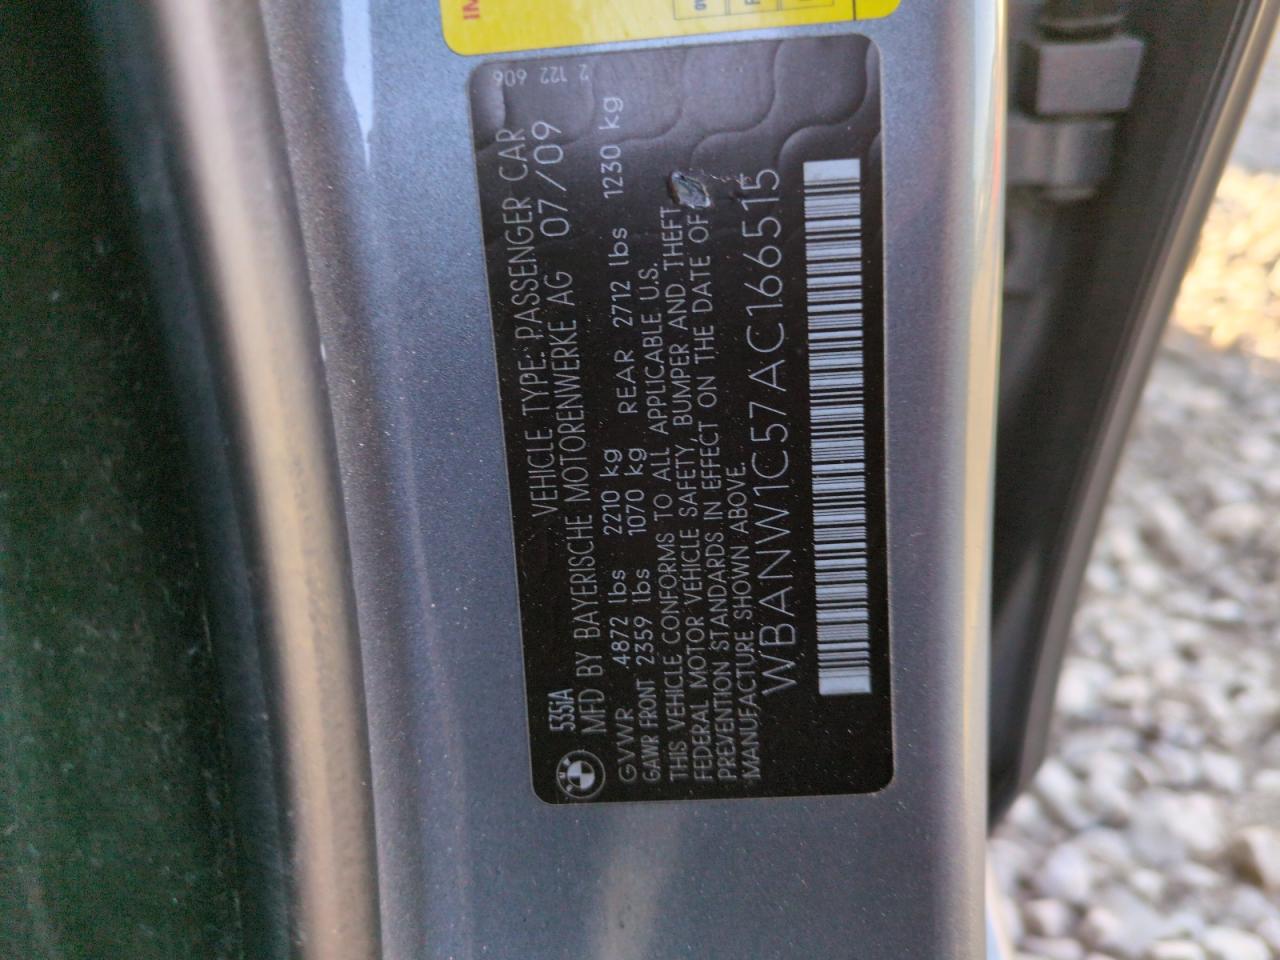 2 122 606
535iA VEHICLE TYPE: PASSENGER CAR
MFD BY BAYERISCHE MOTORENWERKE AG 07/09
GVWR 4872 lbs 2210 kg
GAWR FRONT 2359 lbs 1070 kg REAR 2712 lbs 1230 kg
THIS VEHICLE CONFORMS TO ALL APPLICABLE U.S.
FEDERAL MOTOR VEHICLE SAFETY, BUMPER AND THEFT
PREVENTION STANDARDS IN EFFECT ON THE DATE OF
MANUFACTURE SHOWN ABOVE.
WBANW1C57AC166515